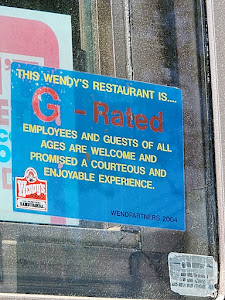 THIS WENDY'S RESTAURANT IS....
G - Rated
EMPLOYEES AND GUESTS OF ALL
AGES ARE WELCOME AND
PROMISED A COURTEOUS AND
ENJOYABLE EXPERIENCE.
Wendy's
WENDPARTNERS 2004